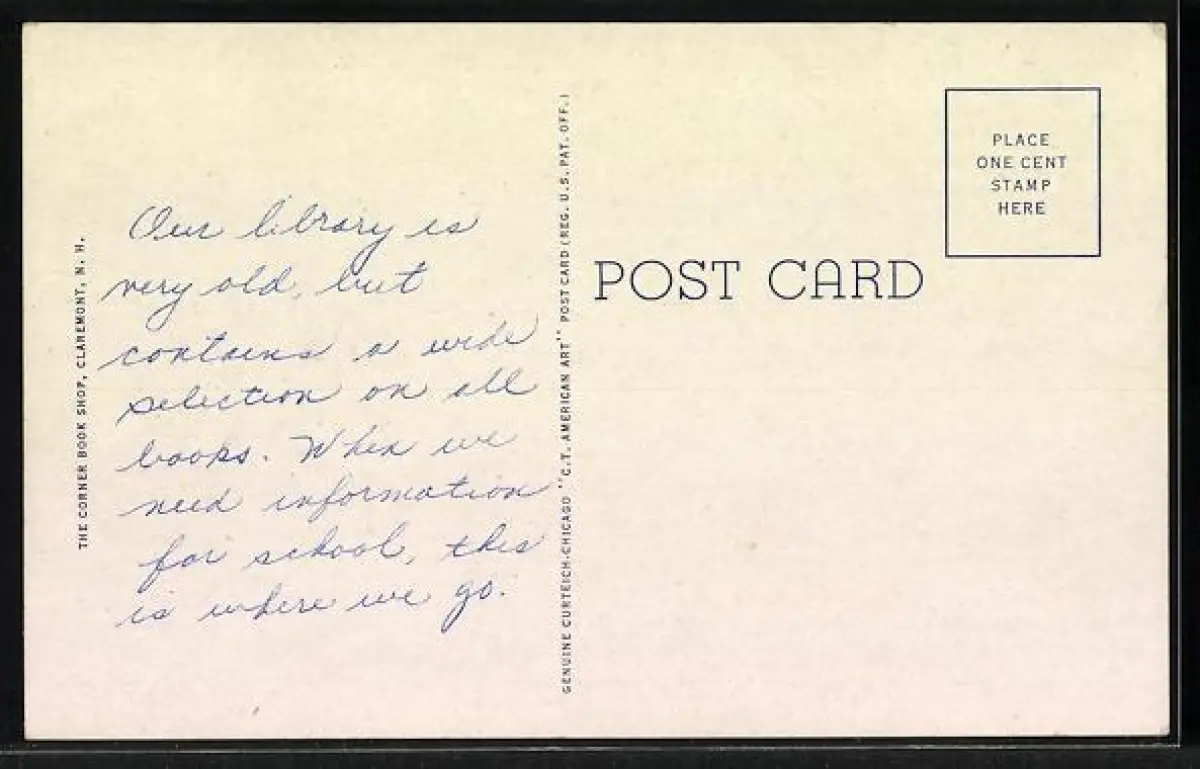 THE CORNER BOOK SHOP, CLAREMONT, N. H.
Our library is
very old but
contains a wide
selection on all
books. When we
need information
for school, this
is where we go.
GENUINE CURTEICH-CHICAGO "C.T. AMERICAN ART" POST CARD (REG. U.S. PAT. OFF.)
POST CARD
PLACE
ONE CENT
STAMP
HERE